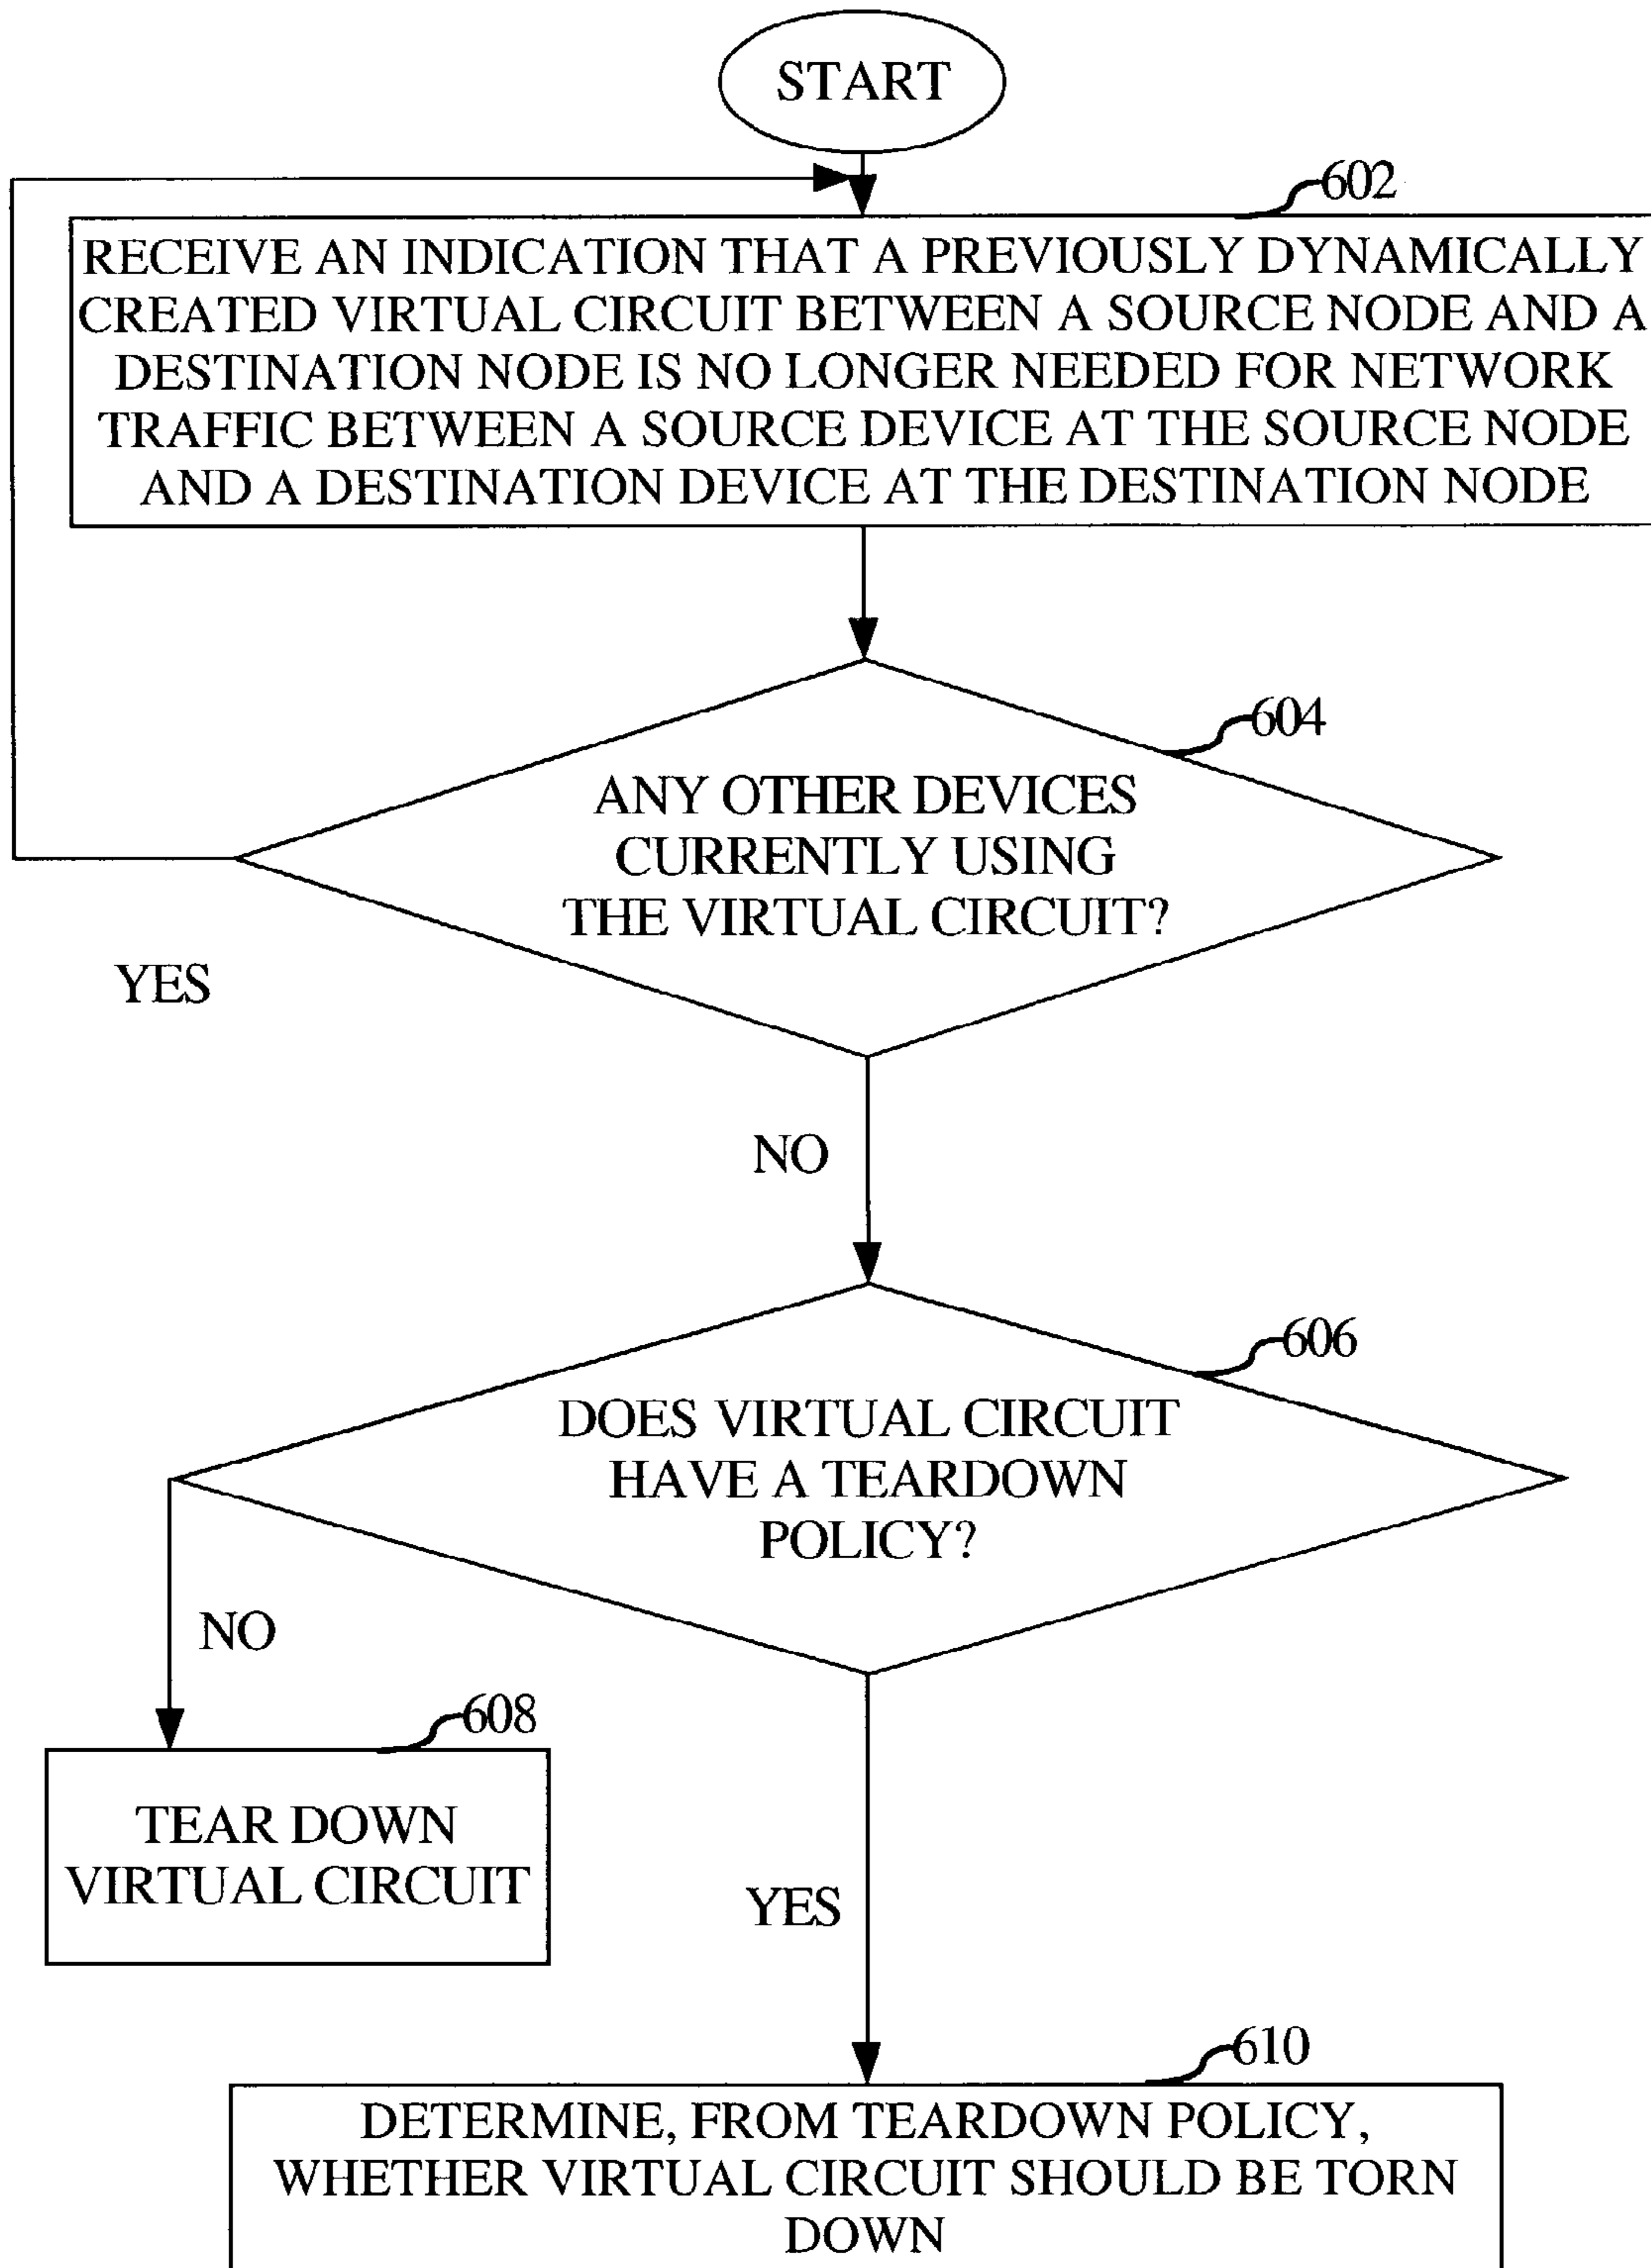 START
602
RECEIVE AN INDICATION THAT A PREVIOUSLY DYNAMICALLY
CREATED VIRTUAL CIRCUIT BETWEEN A SOURCE NODE AND A
DESTINATION NODE IS NO LONGER NEEDED FOR NETWORK
TRAFFIC BETWEEN A SOURCE DEVICE AT THE SOURCE NODE
AND A DESTINATION DEVICE AT THE DESTINATION NODE
604
ANY OTHER DEVICES
CURRENTLY USING
THE VIRTUAL CIRCUIT?
YES
NO
606
DOES VIRTUAL CIRCUIT
HAVE A TEARDOWN
POLICY?
NO
608
TEAR DOWN
VIRTUAL CIRCUIT
YES
610
DETERMINE, FROM TEARDOWN POLICY,
WHETHER VIRTUAL CIRCUIT SHOULD BE TORN
DOWN